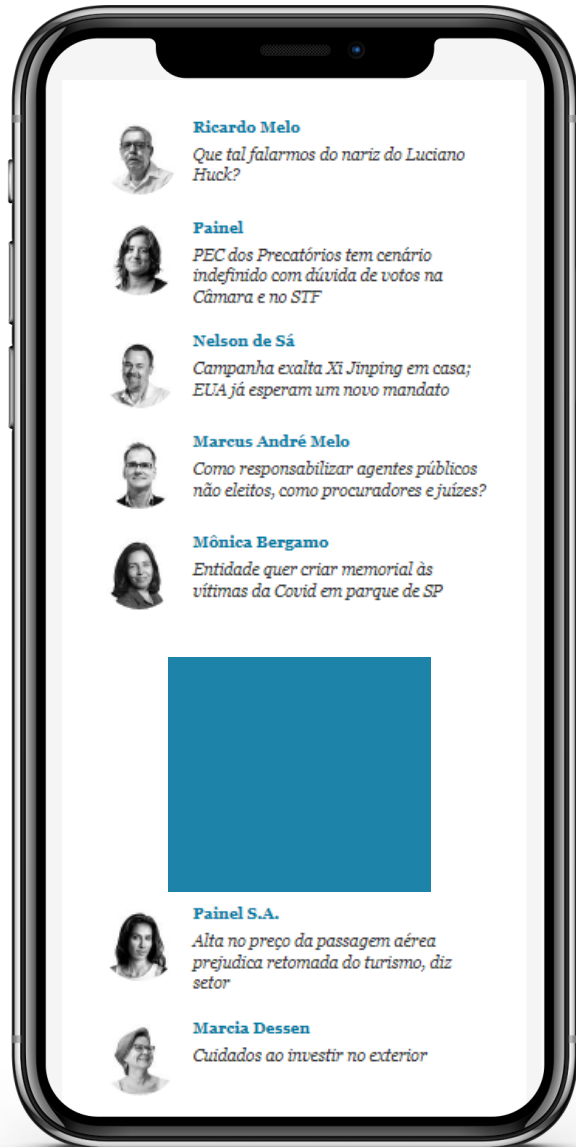 Ricardo Melo
Que tal falarmos do nariz do Luciano
Huck?
Painel
PEC dos Precatórios tem cenário
indefinido com dúvida de votos na
Câmara e no STF
Nelson de Sá
Campanha exalta Xi Jinping em casa;
EUA já esperam um novo mandato
Marcus André Melo
Como responsabilizar agentes públicos
não eleitos, como procuradores e juízes?
Mônica Bergamo
Entidade quer criar memorial às
vítimas da Covid em parque de SP
Painel S.A.
Alta no preço da passagem aérea
prejudica retomada do turismo, diz
setor
Marcia Dessen
Cuidados ao investir no exterior